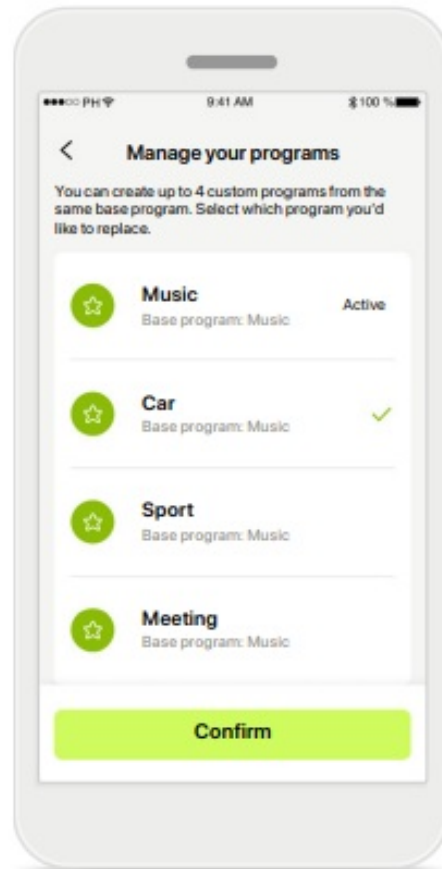 PH 9:41 AM 100 %
Manage your programs
You can create up to 4 custom programs from the
same base program. Select which program you'd
like to replace.
Music
Base program: Music
Active
Car
Base program: Music
Sport
Base program: Music
Meeting
Base program: Music
Confirm